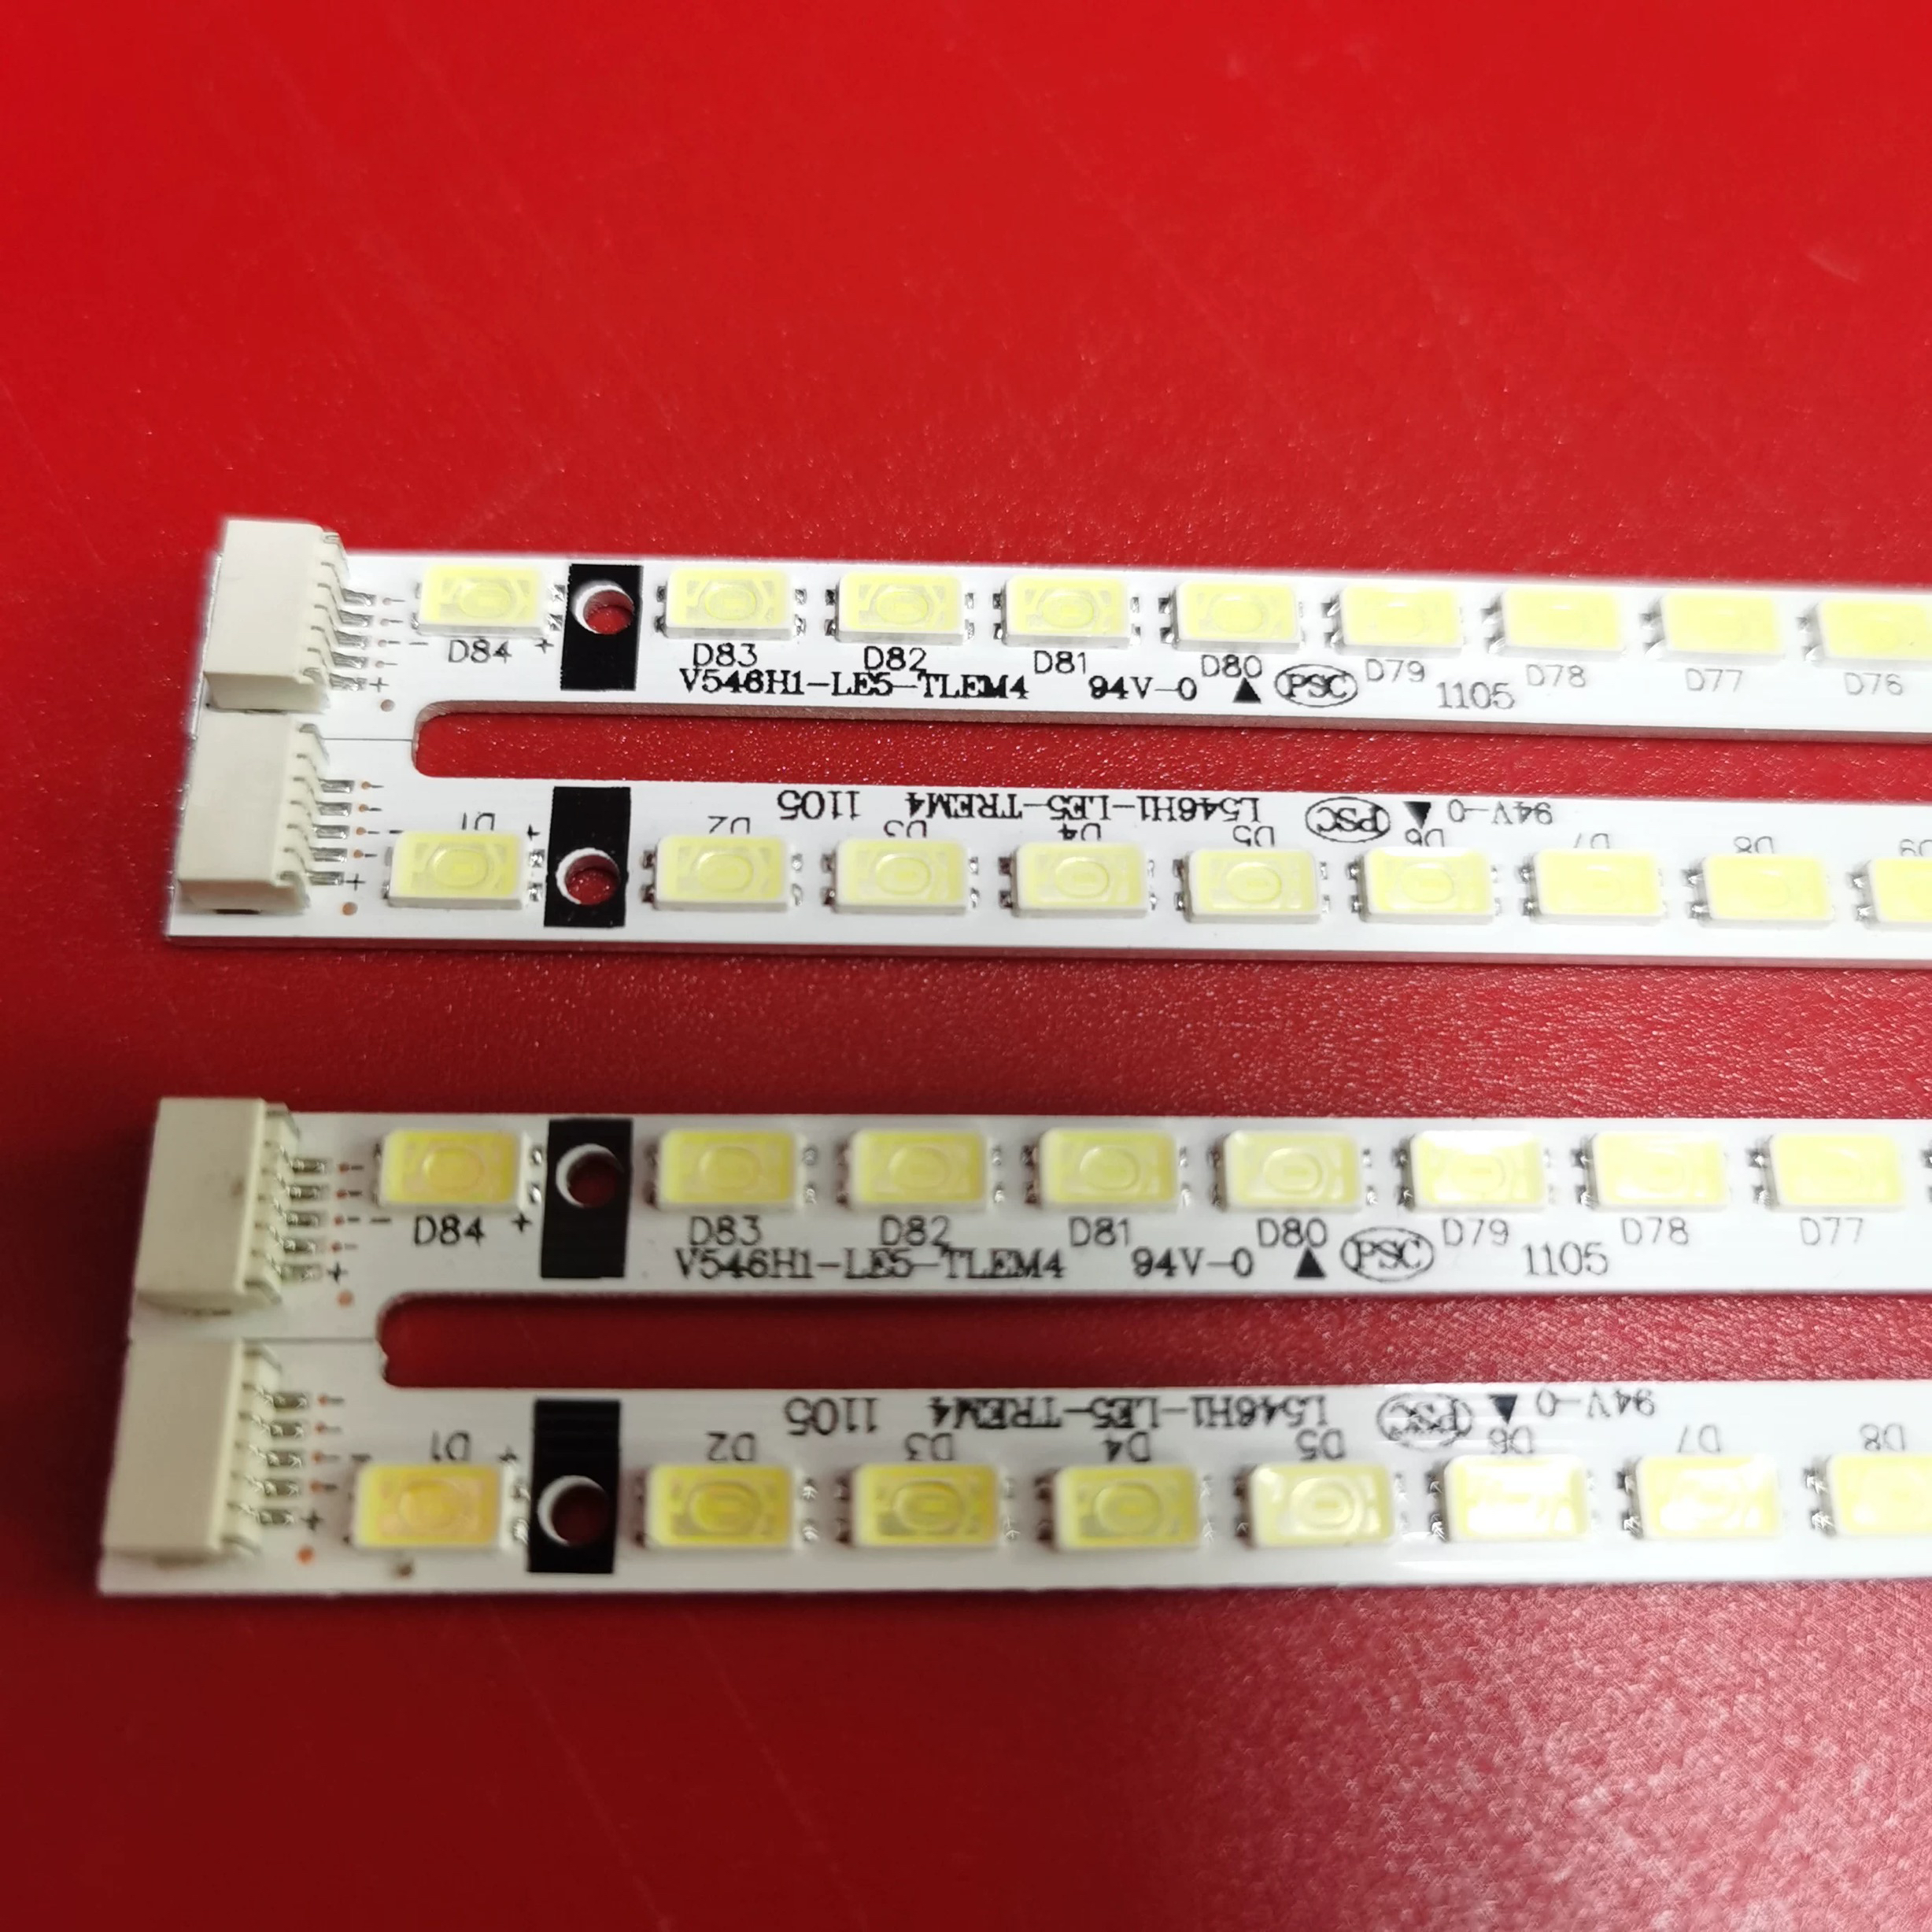 - D84 + D83 D82 D81 D80 D79 D78 D77 D76
+ V546H1-LE5-TLEM4 94V-0 PSC 1105
94V-0 PSC L546H1-LE5-TREM4 1105
- D1 + D2 D3 D4 D5 D6 D7 D8 D9
+
- D84 + D83 D82 D81 D80 D79 D78 D77
+ V546H1-LE5-TLEM4 94V-0 PSC 1105
94V-0 PSC L546H1-LE5-TREM4 1105
- D1 + D2 D3 D4 D5 D6 D7 D8
+